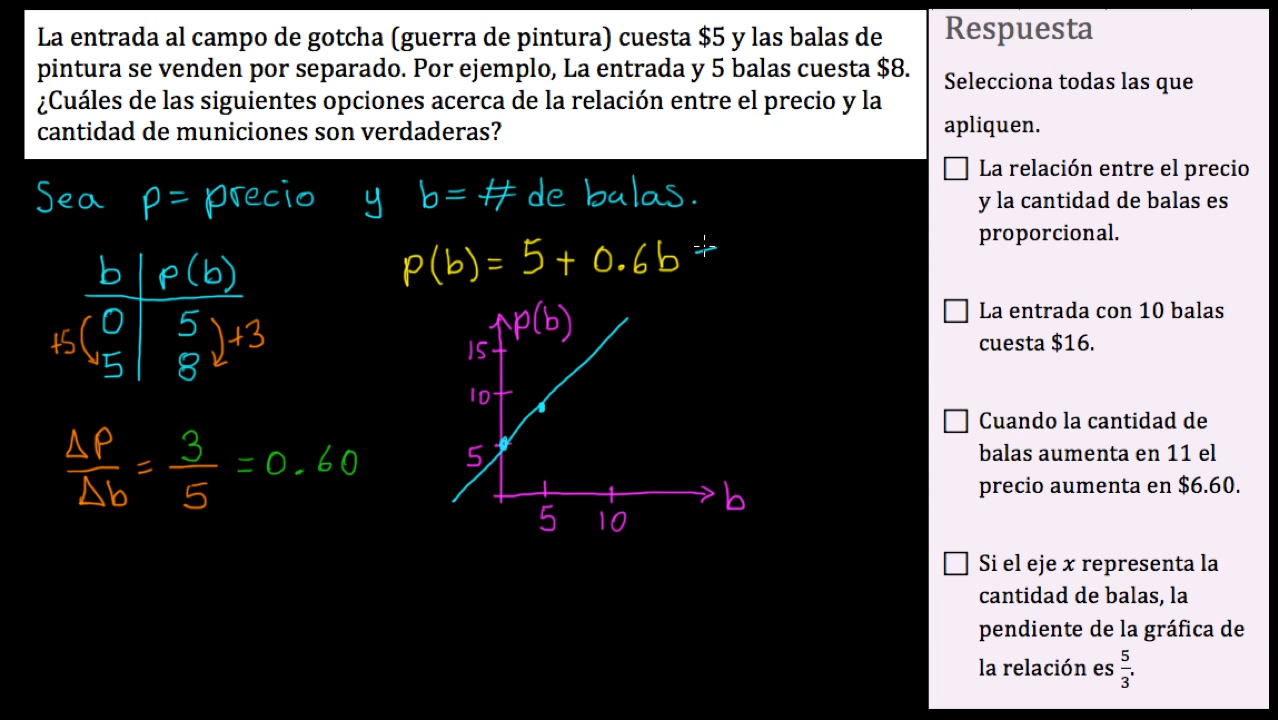 La entrada al campo de gotcha (guerra de pintura) cuesta $5 y las balas de
pintura se venden por separado. Por ejemplo, La entrada y 5 balas cuesta $8.
¿Cuáles de las siguientes opciones acerca de la relación entre el precio y la
cantidad de municiones son verdaderas?
Sea p = precio y b = # de balas.
b p(b)
0 5
5 8
+5 +3
ΔP/Δb = 3/5 = 0.60
p(b) = 5 + 0.6b
p(b)
15
10
5
5 10
b
Respuesta
Selecciona todas las que
apliquen.
La relación entre el precio
y la cantidad de balas es
proporcional.
La entrada con 10 balas
cuesta $16.
Cuando la cantidad de
balas aumenta en 11 el
precio aumenta en $6.60.
Si el eje x representa la
cantidad de balas, la
pendiente de la gráfica de
la relación es 5/3.